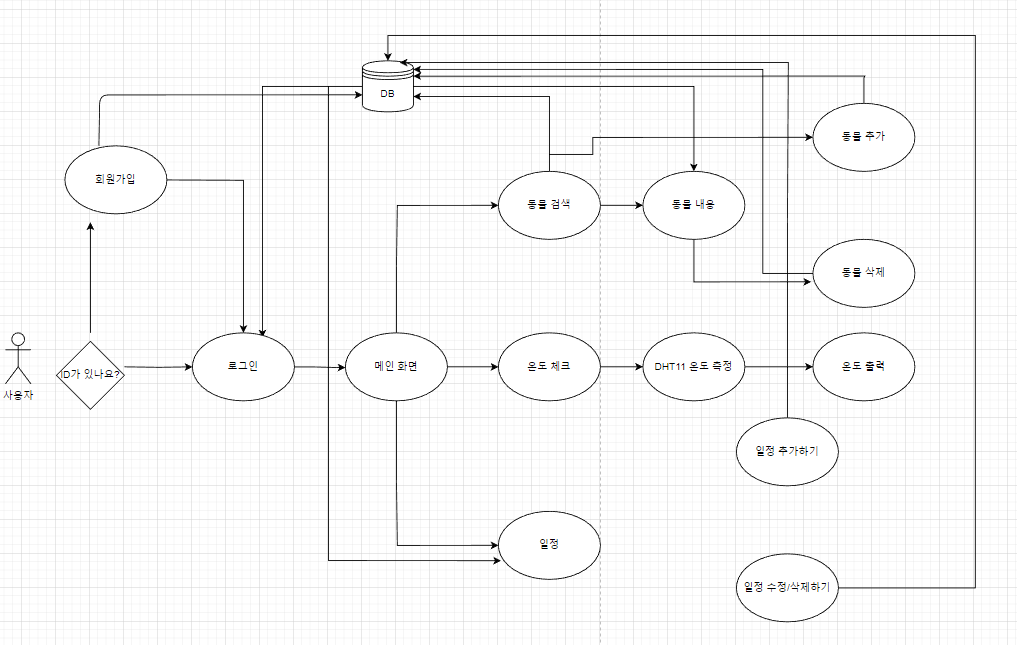 DB
동물 추가
회원가입
동물 검색
동물 내용
동물 삭제
사용자
ID가 있나요?
로그인
메인 화면
온도 체크
DHT11 온도 측정
온도 출력
일정 추가하기
일정
일정 수정/삭제하기